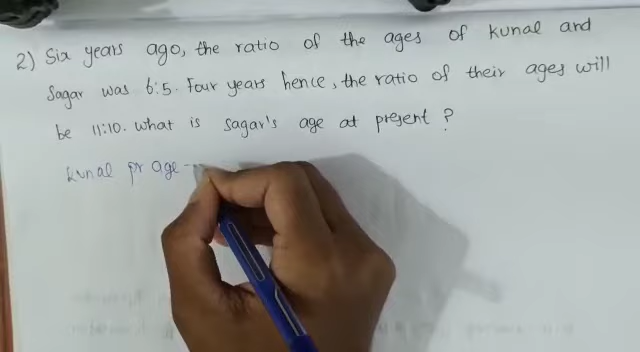 2) Six years ago, the ratio of the ages of kunal and
Sagar was 6:5. Four years hence, the ratio of their ages will
be 11:10. What is Sagar's age at present ?
kunal pr age -